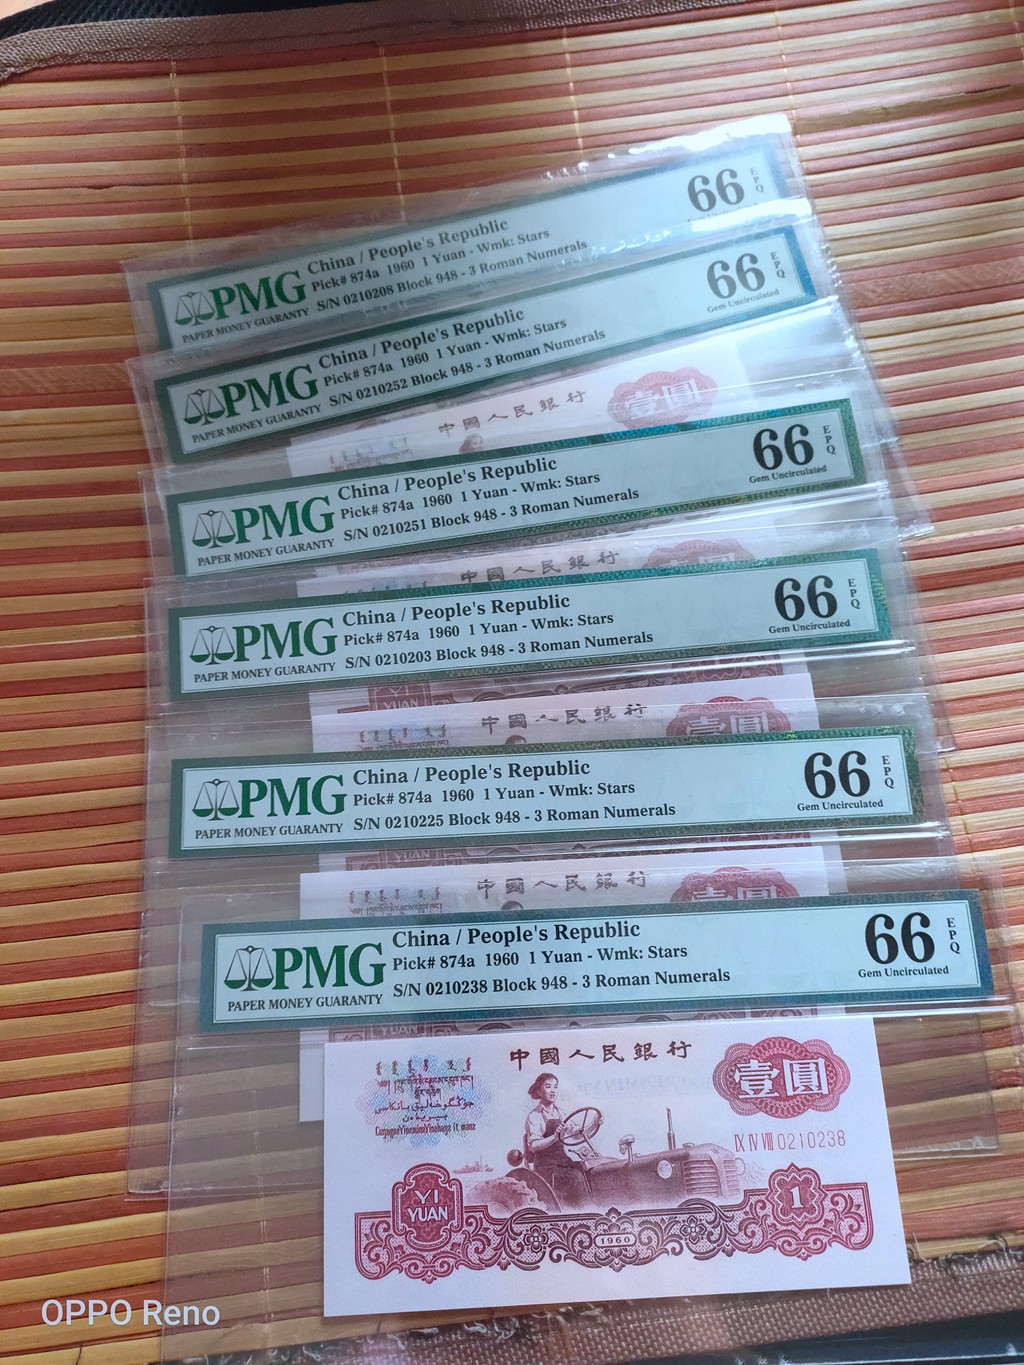 China / People's Republic
Pick# 874a 1960 1 Yuan - Wmk: Stars
S/N 0210208 Block 948 - 3 Roman Numerals
PMG
PAPER MONEY GUARANTY
66
EPQ
China / People's Republic
Pick# 874a 1960 1 Yuan - Wmk: Stars
S/N 0210252 Block 948 - 3 Roman Numerals
PMG
PAPER MONEY GUARANTY
66
EPQ
Gem Uncirculated
中國人民銀行
壹圓
China / People's Republic
Pick# 874a 1960 1 Yuan - Wmk: Stars
S/N 0210251 Block 948 - 3 Roman Numerals
PMG
PAPER MONEY GUARANTY
66
EPQ
Gem Uncirculated
中國人民銀行
China / People's Republic
Pick# 874a 1960 1 Yuan - Wmk: Stars
S/N 0210203 Block 948 - 3 Roman Numerals
PMG
PAPER MONEY GUARANTY
66
EPQ
Gem Uncirculated
YI
中國人民銀行
壹圓
China / People's Republic
Pick# 874a 1960 1 Yuan - Wmk: Stars
S/N 0210225 Block 948 - 3 Roman Numerals
PMG
PAPER MONEY GUARANTY
66
EPQ
Gem Uncirculated
YUAN
中國人民銀行
壹圓
China / People's Republic
Pick# 874a 1960 1 Yuan - Wmk: Stars
S/N 0210238 Block 948 - 3 Roman Numerals
PMG
PAPER MONEY GUARANTY
66
EPQ
Gem Uncirculated
YUAN
中國人民銀行
壹圓
IX IV VIII 0210238
YI
YUAN
1
1960
OPPO Reno